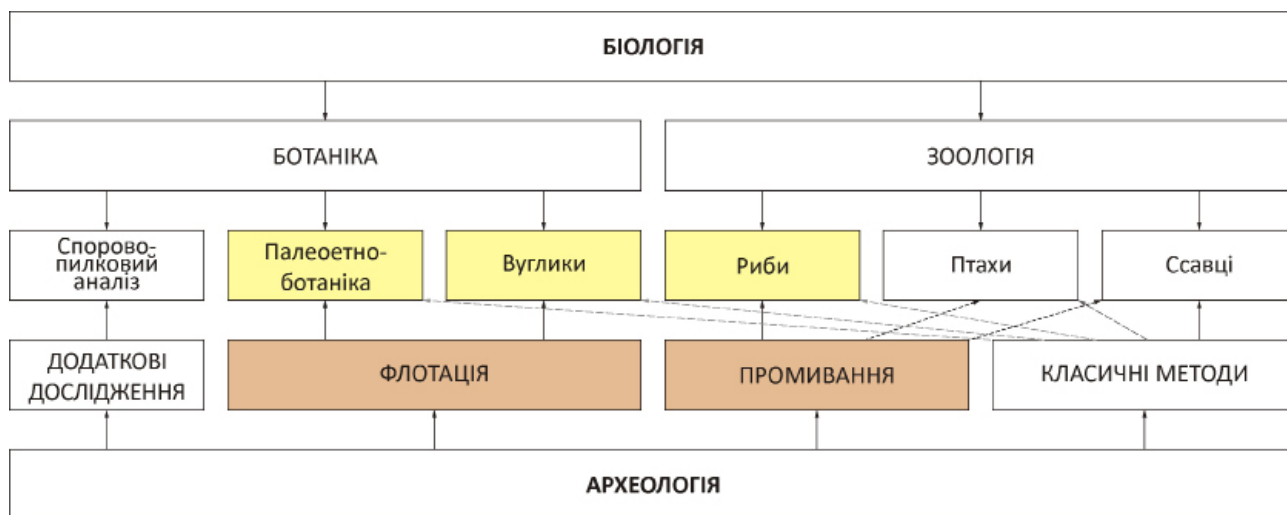 БІОЛОГІЯ
БОТАНІКА
ЗООЛОГІЯ
Спорово-
пилковий
аналіз
Палеоетно-
ботаніка
Вуглики
Риби
Птахи
Ссавці
ДОДАТКОВІ
ДОСЛІДЖЕННЯ
ФЛОТАЦІЯ
ПРОМИВАННЯ
КЛАСИЧНІ МЕТОДИ
АРХЕОЛОГІЯ